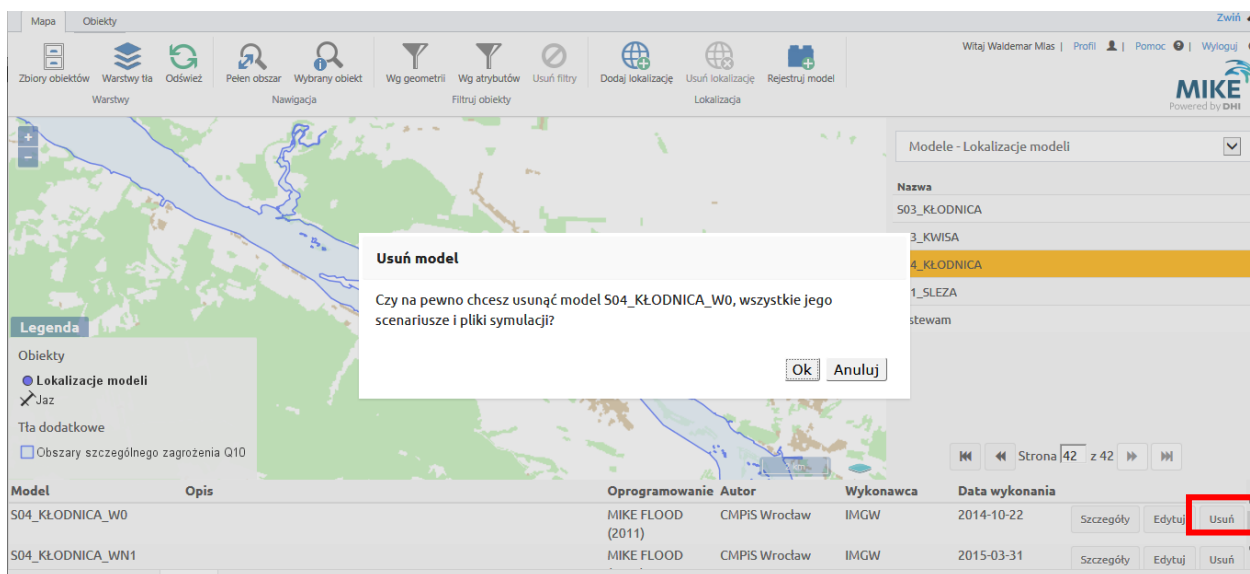 Mapa Obiekty Zwiń
Witaj Waldemar Mlas | Profil | Pomoc | Wyloguj
Zbiory obiektów Warstwy tła Odśwież Pełen obszar Wybrany obiekt Wg geometrii Wg atrybutów Usuń filtry Dodaj lokalizację Usuń lokalizację Rejestruj model
Warstwy Nawigacja Filtruj obiekty Lokalizacja
MIKE
Powered by DHI
+
-
Modele - Lokalizacje modeli
Nazwa
S03_KŁODNICA
3_KWISA
4_KŁODNICA
1_SLEZA
stewam
Usuń model
Czy na pewno chcesz usunąć model S04_KŁODNICA_W0, wszystkie jego
scenariusze i pliki symulacji?
Ok Anuluj
Legenda
Obiekty
Lokalizacje modeli
Jaz
Tła dodatkowe
Obszary szczególnego zagrożenia Q10
Strona 42 z 42
Model Opis Oprogramowanie Autor Wykonawca Data wykonania
S04_KŁODNICA_W0 MIKE FLOOD CMPiS Wrocław IMGW 2014-10-22 Szczegóły Edytuj Usuń
(2011)
S04_KŁODNICA_WN1 MIKE FLOOD CMPiS Wrocław IMGW 2015-03-31 Szczegóły Edytuj Usuń